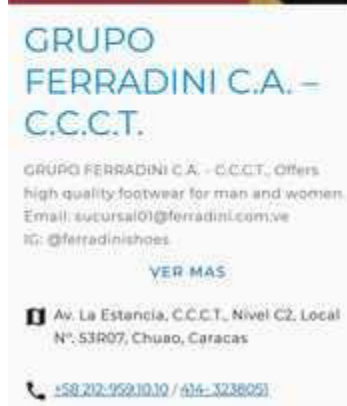 GRUPO
FERRADINI C.A. –
C.C.C.T.
GRUPO FERRADINI C.A. - C.C.C.T., Offers
high quality footwear for man and women.
Email: sucursal01@ferradini.com.ve
IG: @ferradinishoes
VER MAS
Av. La Estancia, C.C.C.T., Nivel C2, Local
N°. 53R07, Chuao, Caracas
+58 212-959.10.10 / 414- 3238051